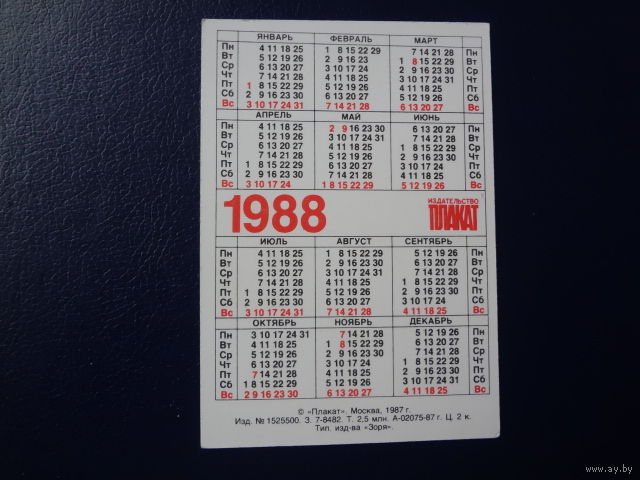 ЯНВАРЬ ФЕВРАЛЬ МАРТ
Пн 4 11 18 25 1 8 15 22 29 7 14 21 28 Пн
Вт 5 12 19 26 2 9 16 23 1 8 15 22 29 Вт
Ср 6 13 20 27 3 10 17 24 2 9 16 23 30 Ср
Чт 7 14 21 28 4 11 18 25 3 10 17 24 31 Чт
Пт 1 8 15 22 29 5 12 19 26 4 11 18 25 Пт
Сб 2 9 16 23 30 6 13 20 27 5 12 19 26 Сб
Вс 3 10 17 24 31 7 14 21 28 6 13 20 27 Вс
АПРЕЛЬ МАЙ ИЮНЬ
Пн 4 11 18 25 2 9 16 23 30 6 13 20 27 Пн
Вт 5 12 19 26 3 10 17 24 31 7 14 21 28 Вт
Ср 6 13 20 27 4 11 18 25 1 8 15 22 29 Ср
Чт 7 14 21 28 5 12 19 26 2 9 16 23 30 Чт
Пт 1 8 15 22 29 6 13 20 27 3 10 17 24 Пт
Сб 2 9 16 23 30 7 14 21 28 4 11 18 25 Сб
Вс 3 10 17 24 1 8 15 22 29 5 12 19 26 Вс
1988
ИЗДАТЕЛЬСТВО
ПЛАКАТ
ИЮЛЬ АВГУСТ СЕНТЯБРЬ
Пн 4 11 18 25 1 8 15 22 29 5 12 19 26 Пн
Вт 5 12 19 26 2 9 16 23 30 6 13 20 27 Вт
Ср 6 13 20 27 3 10 17 24 31 7 14 21 28 Ср
Чт 7 14 21 28 4 11 18 25 1 8 15 22 29 Чт
Пт 1 8 15 22 29 5 12 19 26 2 9 16 23 30 Пт
Сб 2 9 16 23 30 6 13 20 27 3 10 17 24 Сб
Вс 3 10 17 24 31 7 14 21 28 4 11 18 25 Вс
ОКТЯБРЬ НОЯБРЬ ДЕКАБРЬ
Пн 3 10 17 24 31 7 14 21 28 5 12 19 26 Пн
Вт 4 11 18 25 1 8 15 22 29 6 13 20 27 Вт
Ср 5 12 19 26 2 9 16 23 30 7 14 21 28 Ср
Чт 6 13 20 27 3 10 17 24 1 8 15 22 29 Чт
Пт 7 14 21 28 4 11 18 25 2 9 16 23 30 Пт
Сб 1 8 15 22 29 5 12 19 26 3 10 17 24 31 Сб
Вс 2 9 16 23 30 6 13 20 27 4 11 18 25 Вс
© «Плакат». Москва, 1987 г.
Изд. № 1525500. З. 7-8482. Т. 2,5 млн. А-02075-87 г. Ц. 2 к.
Тип. изд-ва «Зоря».
www.ay.by